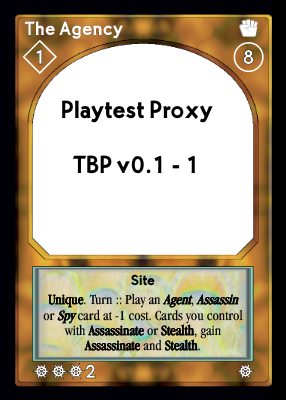 The Agency
1
8
Playtest Proxy
TBP v0.1 - 1
Site
Unique. Turn :: Play an Agent, Assassin
or Spy card at -1 cost. Cards you control
with Assassinate or Stealth, gain
Assassinate and Stealth.
2